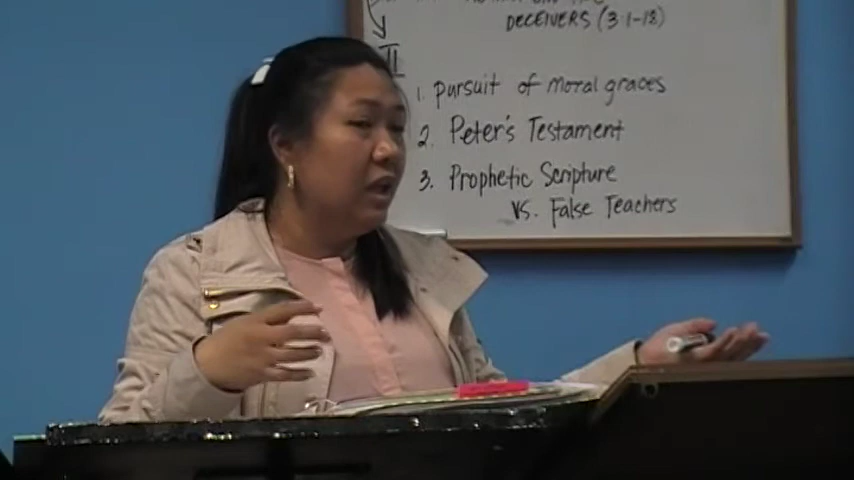 DECEIVERS (3:1-18)
II
1. Pursuit of moral graces
2. Peter's Testament
3. Prophetic Scripture
vs. False Teachers